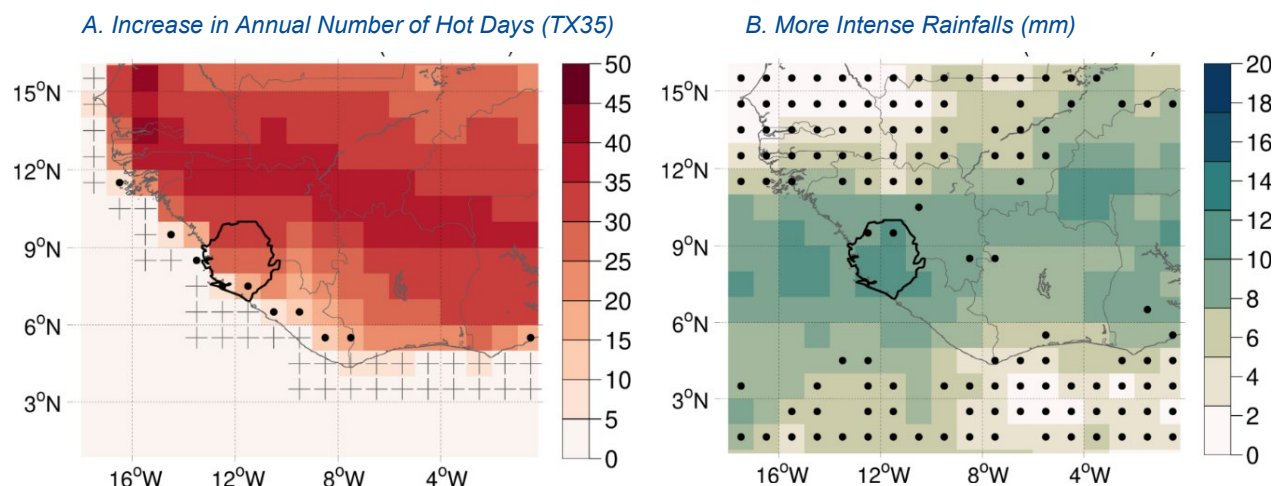 A. Increase in Annual Number of Hot Days (TX35)
B. More Intense Rainfalls (mm)
15°N
12°N
9°N
6°N
3°N
16°W
12°W
8°W
4°W
50
45
40
35
30
25
20
15
10
5
0
15°N
12°N
9°N
6°N
3°N
16°W
12°W
8°W
4°W
20
18
16
14
12
10
8
6
4
2
0